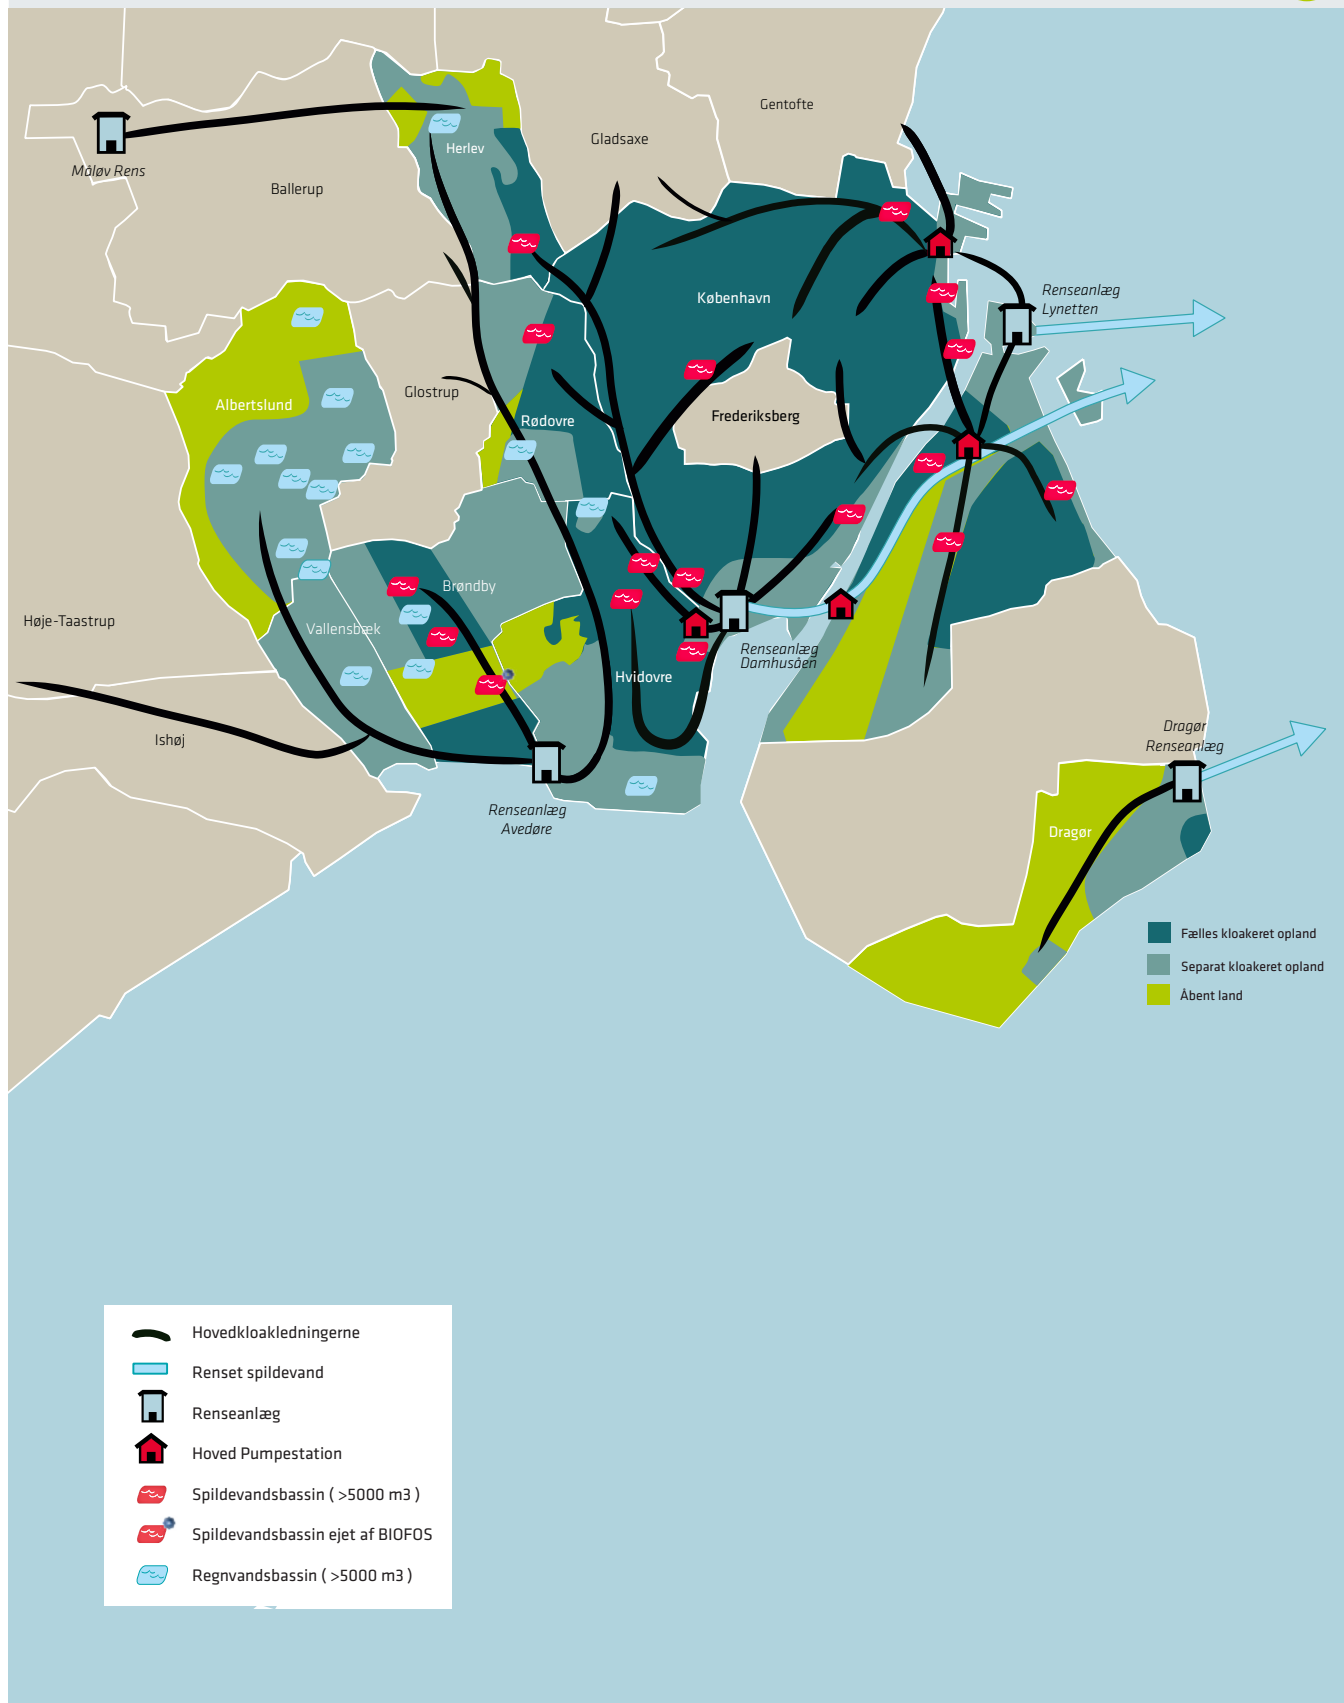 Gentofte
Gladsaxe
Herlev
Måløv Rens
Ballerup
København
Renseanlæg
Lynetten
Albertslund
Glostrup
Rødovre
Frederiksberg
Brøndby
Høje-Taastrup
Vallensbæk
Renseanlæg
Damhusåen
Hvidovre
Ishøj
Dragør
Renseanlæg
Renseanlæg
Avedøre
Dragør
Fælles kloakeret opland
Separat kloakeret opland
Åbent land
Hovedkloakledningerne
Renset spildevand
Renseanlæg
Hoved Pumpestation
Spildevandsbassin ( >5000 m3 )
Spildevandsbassin ejet af BIOFOS
Regnvandsbassin ( >5000 m3 )